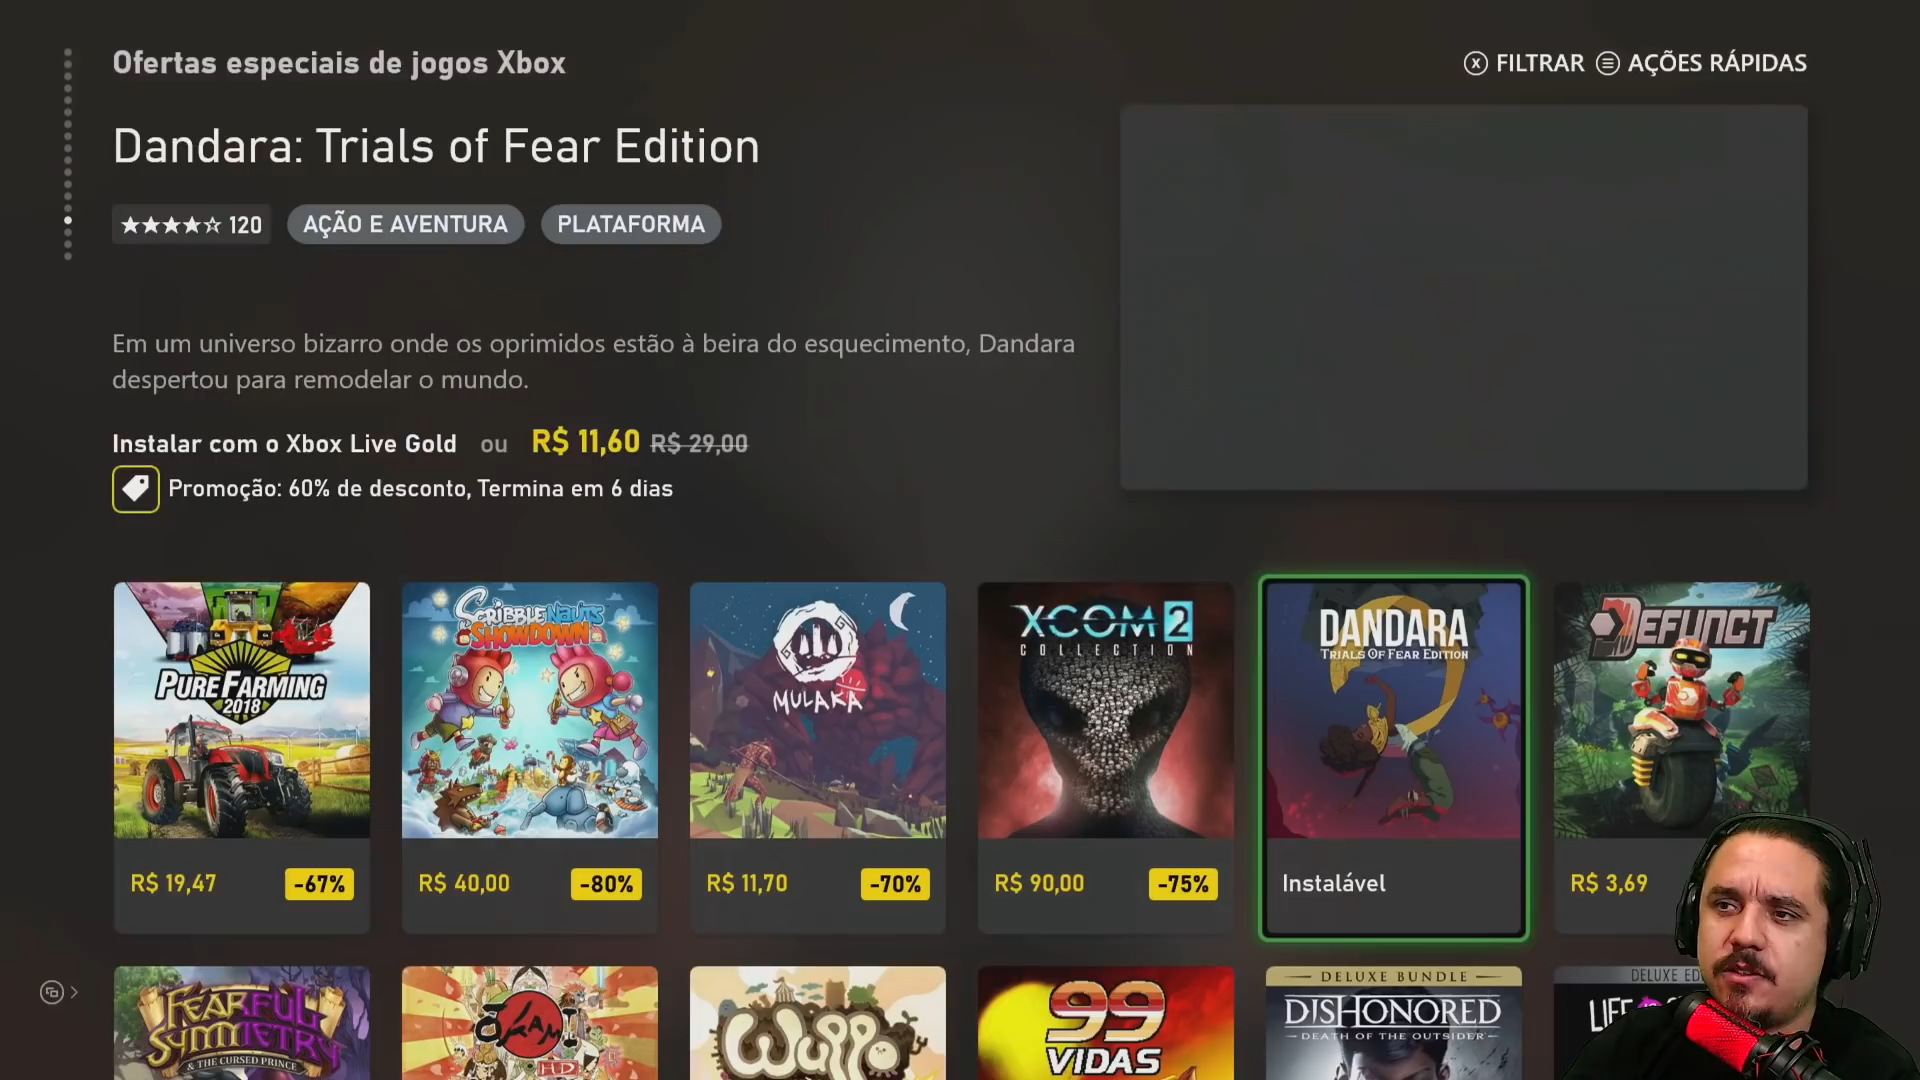 Ofertas especiais de jogos Xbox
FILTRAR
AÇÕES RÁPIDAS
Dandara: Trials of Fear Edition
120
AÇÃO E AVENTURA
PLATAFORMA
Em um universo bizarro onde os oprimidos estão à beira do esquecimento, Dandara
despertou para remodelar o mundo.
Instalar com o Xbox Live Gold ou R$ 11,60 R$ 29,00
Promoção: 60% de desconto, Termina em 6 dias
PURE FARMING
2018
SCRIBBLENAUTS
SHOWDOWN
MULAKA
XCOM 2
COLLECTION
DANDARA
TRIALS OF FEAR EDITION
DEFUNCT
R$ 19,47
-67%
R$ 40,00
-80%
R$ 11,70
-70%
R$ 90,00
-75%
Instalável
R$ 3,69
FEARFUL
SYMMETRY
& THE CURSED PRINCE
ŌKAMI
HD
Wuppo
99
VIDAS
DELUXE BUNDLE
DISHONORED
DEATH OF THE OUTSIDER
DELUXE
LIFE